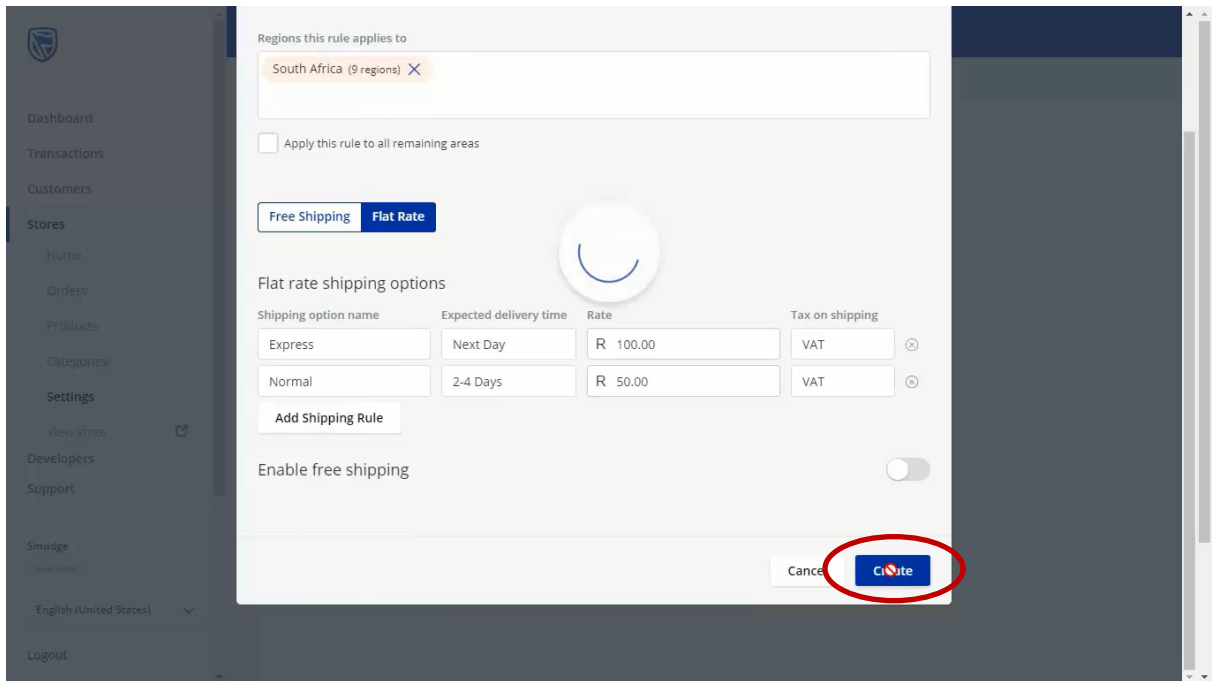 Regions this rule applies to
South Africa (9 regions)
Apply this rule to all remaining areas
Free Shipping Flat Rate
Flat rate shipping options
Shipping option name Expected delivery time Rate Tax on shipping
Express Next Day R 100.00 VAT
Normal 2-4 Days R 50.00 VAT
Add Shipping Rule
Enable free shipping
Cancel Create
Dashboard
Transactions
Customers
Stores
Home
Orders
Products
Categories
Settings
View store
Developers
Support
Smudge
English (United States)
Logout